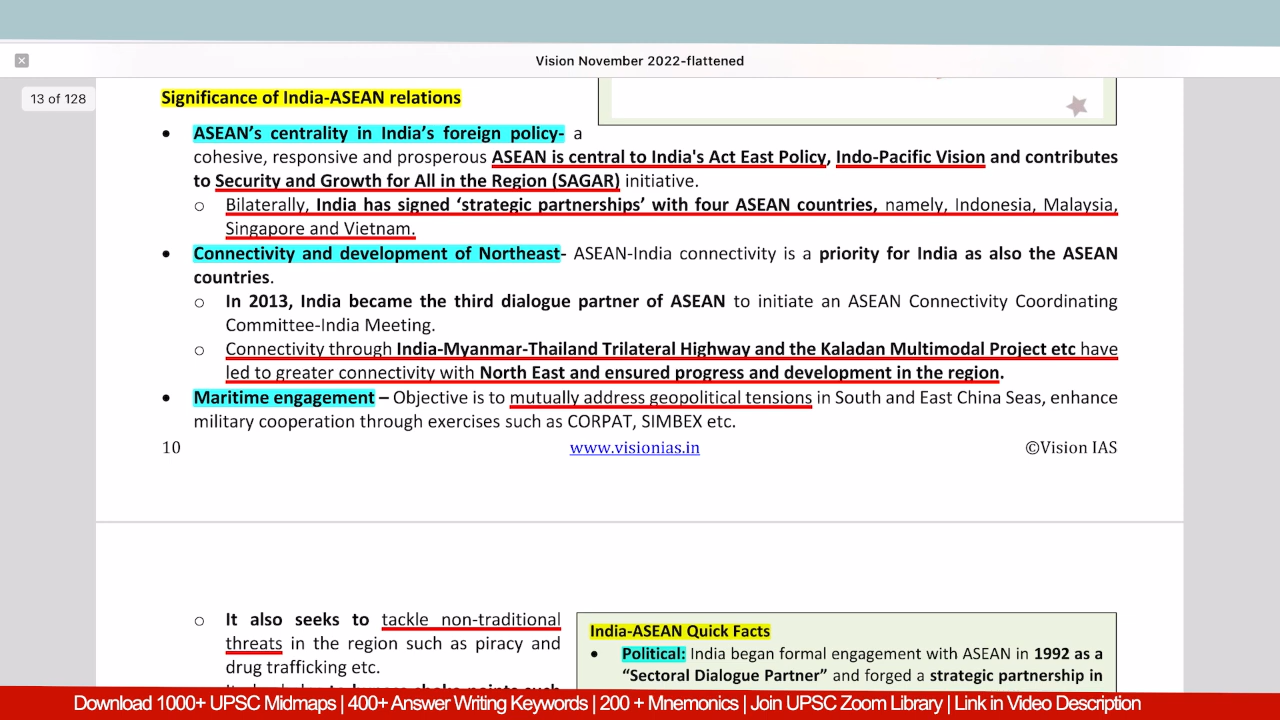 Vision November 2022-flattened
13 of 128
Significance of India-ASEAN relations
• ASEAN's centrality in India's foreign policy- a
cohesive, responsive and prosperous ASEAN is central to India's Act East Policy, Indo-Pacific Vision and contributes
to Security and Growth for All in the Region (SAGAR) initiative.
o Bilaterally, India has signed 'strategic partnerships' with four ASEAN countries, namely, Indonesia, Malaysia,
Singapore and Vietnam.
• Connectivity and development of Northeast- ASEAN-India connectivity is a priority for India as also the ASEAN
countries.
o In 2013, India became the third dialogue partner of ASEAN to initiate an ASEAN Connectivity Coordinating
Committee-India Meeting.
o Connectivity through India-Myanmar-Thailand Trilateral Highway and the Kaladan Multimodal Project etc have
led to greater connectivity with North East and ensured progress and development in the region.
• Maritime engagement – Objective is to mutually address geopolitical tensions in South and East China Seas, enhance
military cooperation through exercises such as CORPAT, SIMBEX etc.
10 www.visionias.in ©Vision IAS
o It also seeks to tackle non-traditional
threats in the region such as piracy and
drug trafficking etc.
India-ASEAN Quick Facts
• Political: India began formal engagement with ASEAN in 1992 as a
"Sectoral Dialogue Partner" and forged a strategic partnership in
Download 1000+ UPSC Midmaps | 400+ Answer Writing Keywords | 200 + Mnemonics | Join UPSC Zoom Library | Link in Video Description